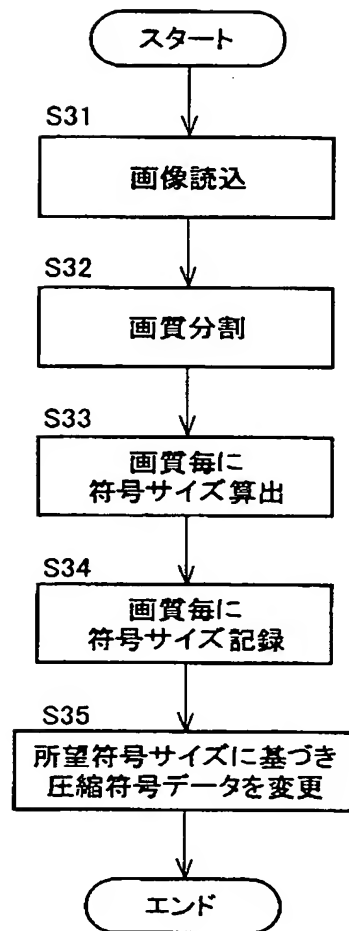 スタート
S31
画像読込
S32
画質分割
S33
画質毎に
符号サイズ算出
S34
画質毎に
符号サイズ記録
S35
所望符号サイズに基づき
圧縮符号データを変更
エンド